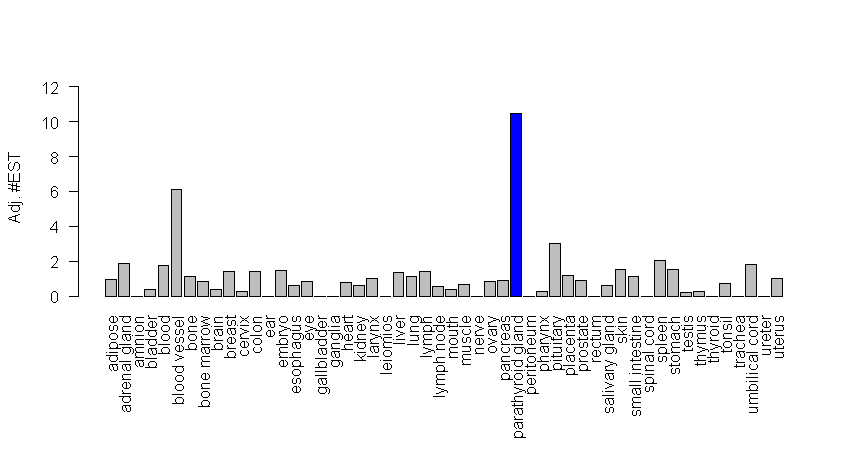 Adj. #EST
12
10
8
6
4
2
0
adipose
adrenal gland
amnion
bladder
blood
blood vessel
bone
bone marrow
brain
breast
cervix
colon
ear
embryo
esophagus
eye
gallbladder
ganglia
heart
kidney
larynx
leiomios
liver
lung
lymph
lymph node
mouth
muscle
nerve
ovary
pancreas
parathyroid gland
peritoneum
pharynx
pituitary
placenta
prostate
rectum
salivary gland
skin
small intestine
spinal cord
spleen
stomach
testis
thymus
thyroid
tonsil
trachea
umbilical cord
ureter
uterus